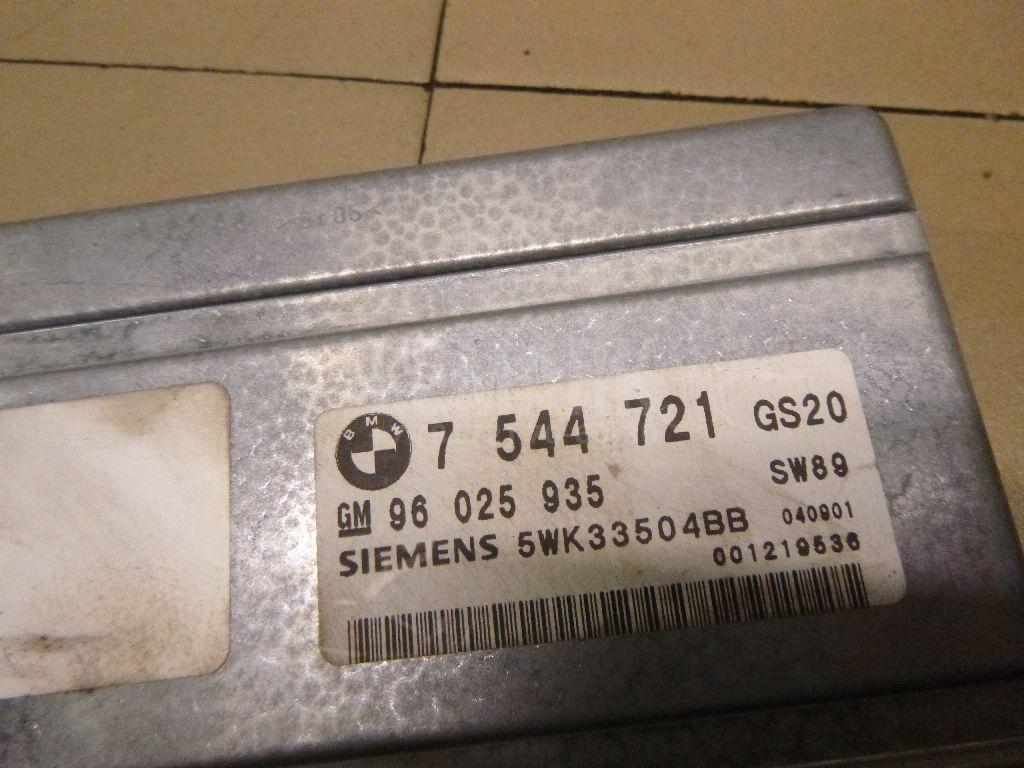 BMW 7 544 721 GS20
SW89
GM 96 025 935
SIEMENS 5WK33504BB 040901
001219536